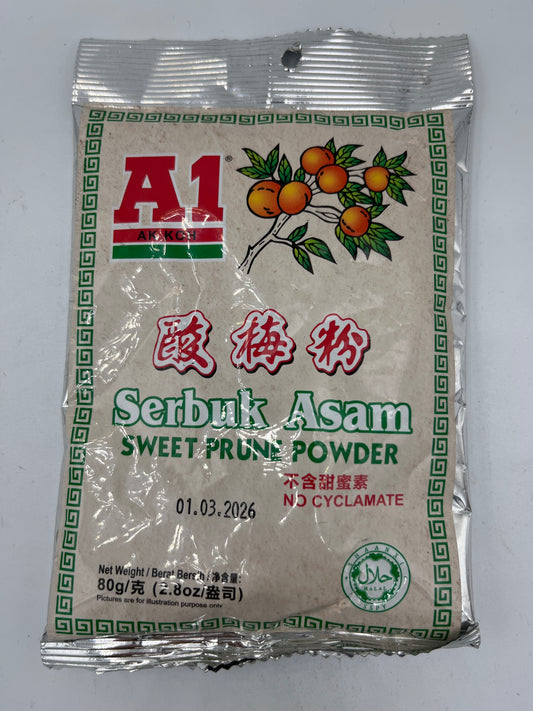 A1®
AK KOH
酸梅粉
Serbuk Asam
SWEET PRUNE POWDER
不含甜蜜素
NO CYCLAMATE
01.03.2026
Net Weight / Berat Bersih / 净含量:
80g/克 (2.8oz/盎司)
Pictures are for illustration purpose only
حلال
HALAL